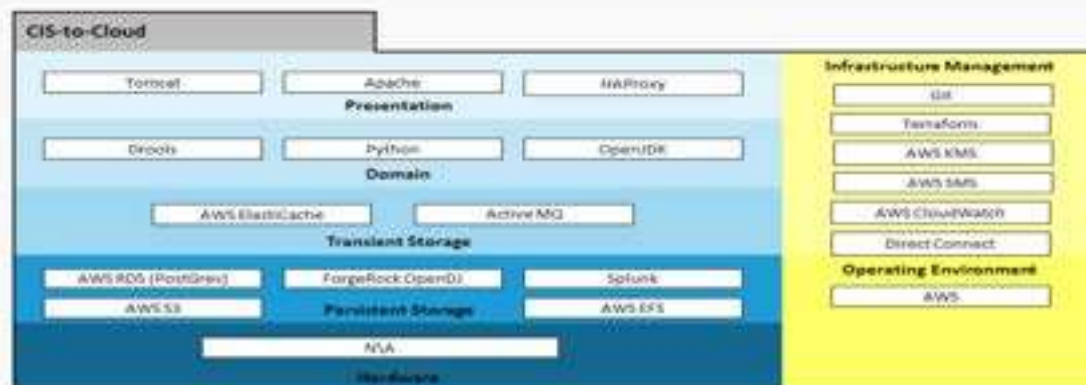 CIS-to-Cloud
Tomcat
Apache
HAProxy
Presentation
Drools
Python
OpenJDK
Domain
AWS ElastiCache
Active MQ
Transient Storage
AWS RDS (PostGres)
ForgeRock OpenDJ
Splunk
AWS S3
Persistent Storage
AWS EFS
N\A
Hardware
Infrastructure Management
Git
Terraform
AWS KMS
AWS SMS
AWS CloudWatch
Direct Connect
Operating Environment
AWS